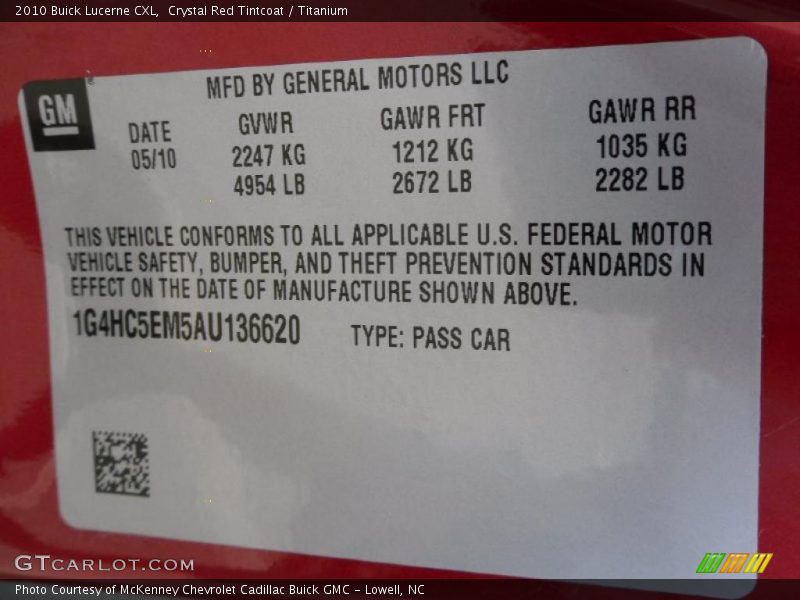 2010 Buick Lucerne CXL, Crystal Red Tintcoat / Titanium
MFD BY GENERAL MOTORS LLC
GM
DATE GVWR GAWR FRT GAWR RR
05/10 2247 KG 1212 KG 1035 KG
4954 LB 2672 LB 2282 LB
THIS VEHICLE CONFORMS TO ALL APPLICABLE U.S. FEDERAL MOTOR
VEHICLE SAFETY, BUMPER, AND THEFT PREVENTION STANDARDS IN
EFFECT ON THE DATE OF MANUFACTURE SHOWN ABOVE.
1G4HC5EM5AU136620 TYPE: PASS CAR
GTCARLOT.COM
Photo Courtesy of McKenney Chevrolet Cadillac Buick GMC - Lowell, NC